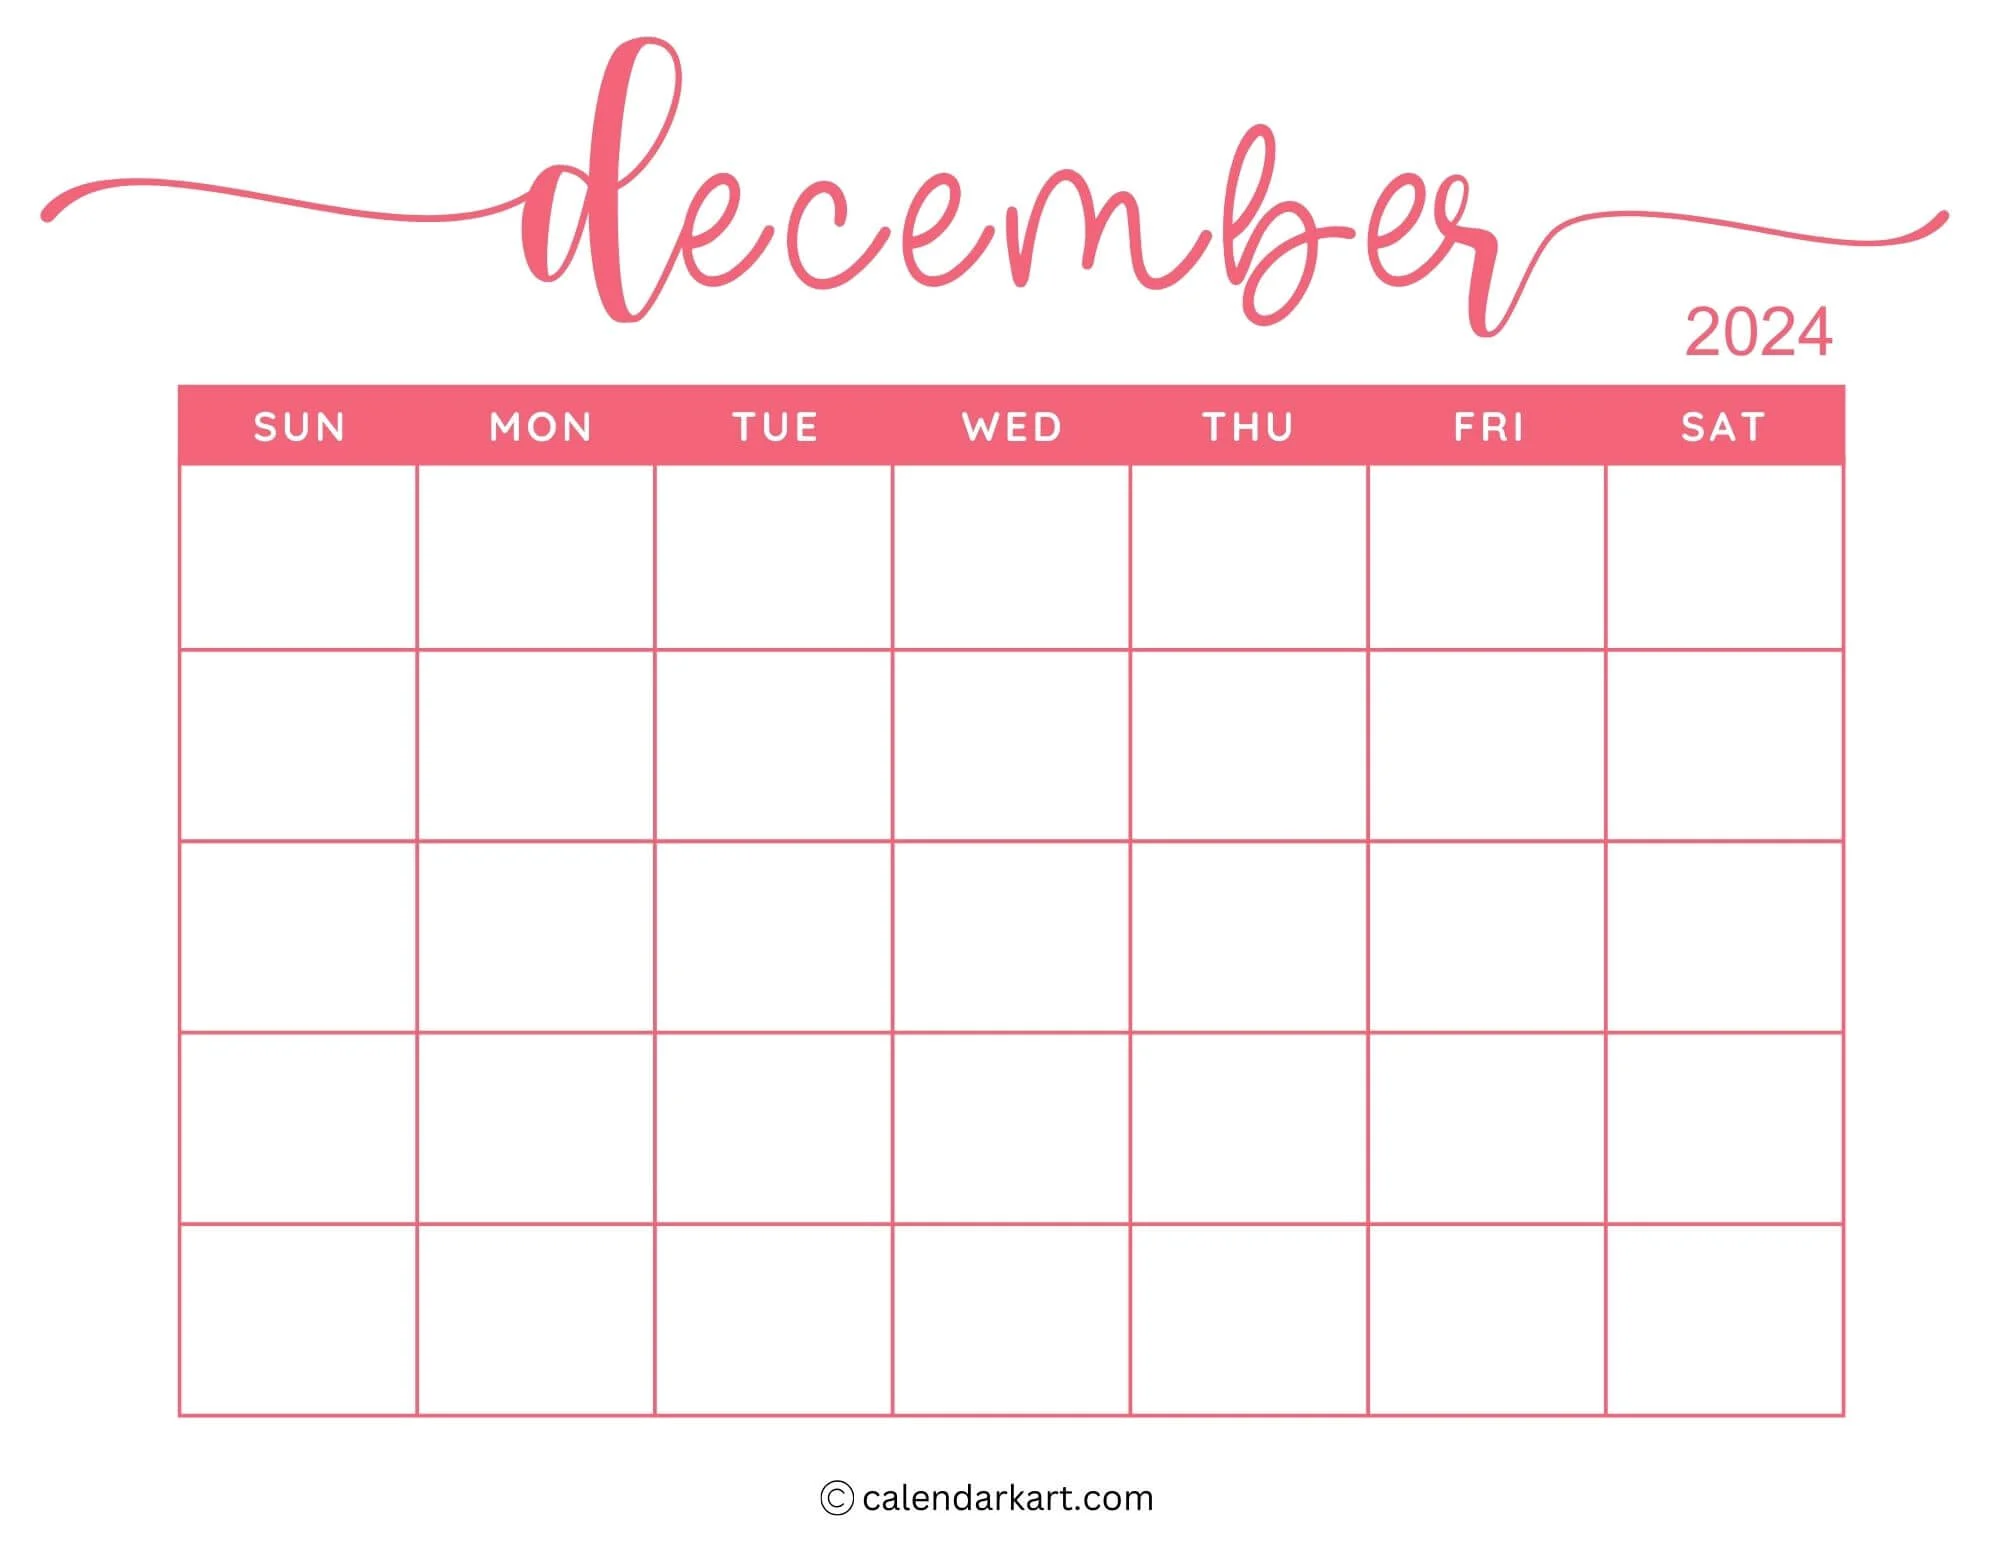 december
2024
SUN MON TUE WED THU FRI SAT
© calendarkart.com